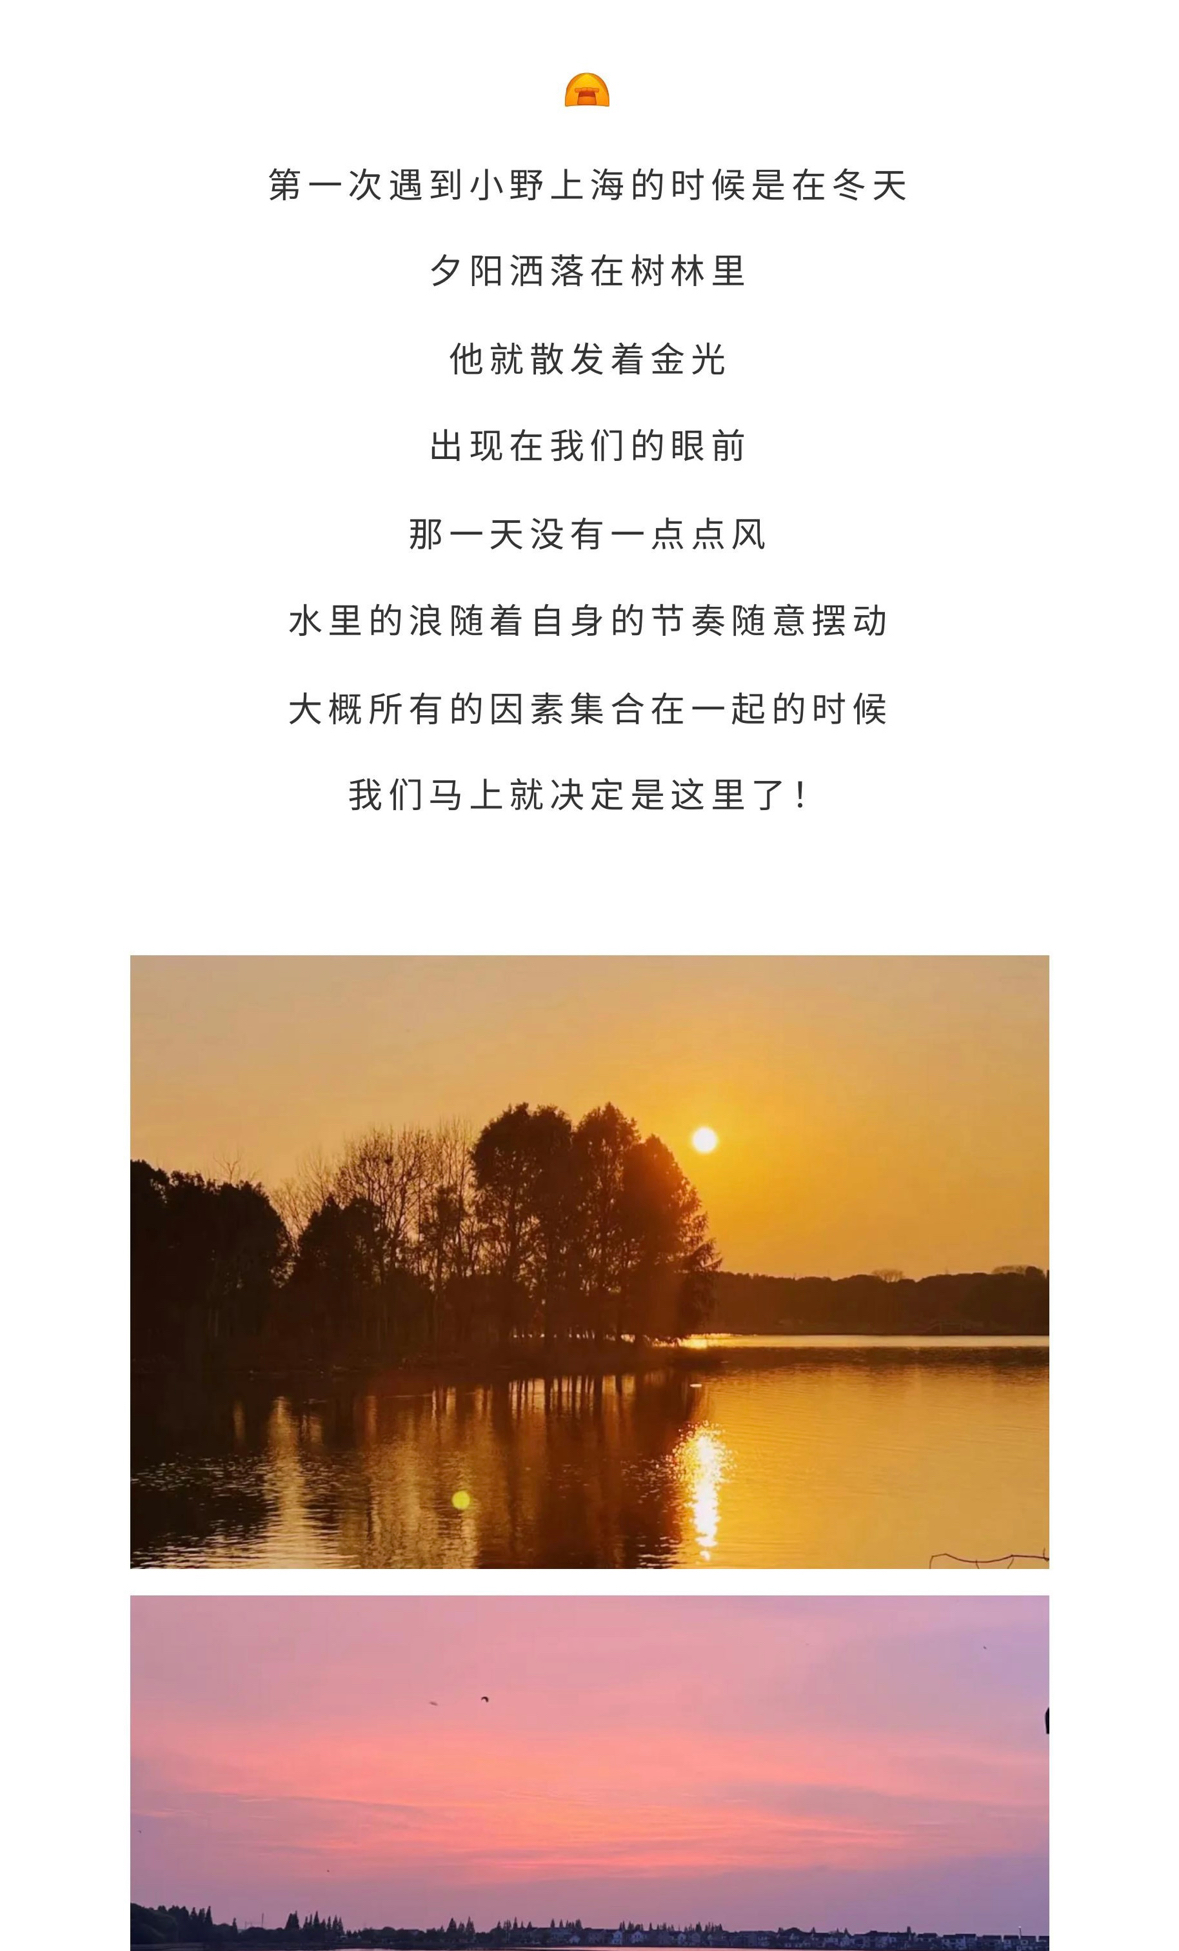 第一次遇到小野上海的时候是在冬天
夕阳洒落在树林里
他就散发着金光
出现在我们的眼前
那一天没有一点点风
水里的浪随着自身的节奏随意摆动
大概所有的因素集合在一起的时候
我们马上就决定是这里了!